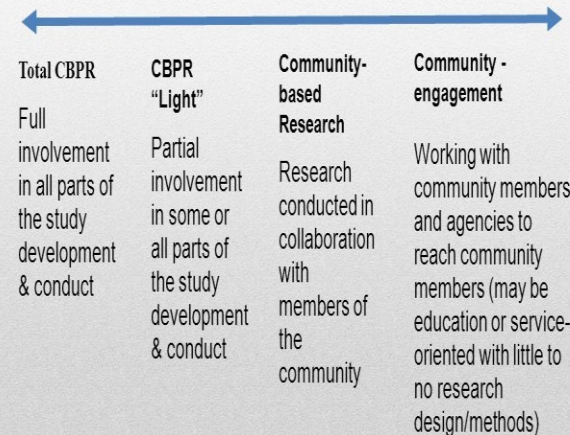 Total CBPR
Full
involvement
in all parts of
the study
development
& conduct
CBPR
“Light”
Partial
involvement
in some or
all parts of
the study
development
& conduct
Community-
based
Research
Research
conducted in
collaboration
with
members of
the
community
Community -
engagement
Working with
community members
and agencies to
reach community
members (may be
education or service-
oriented with little to
no research
design/methods)